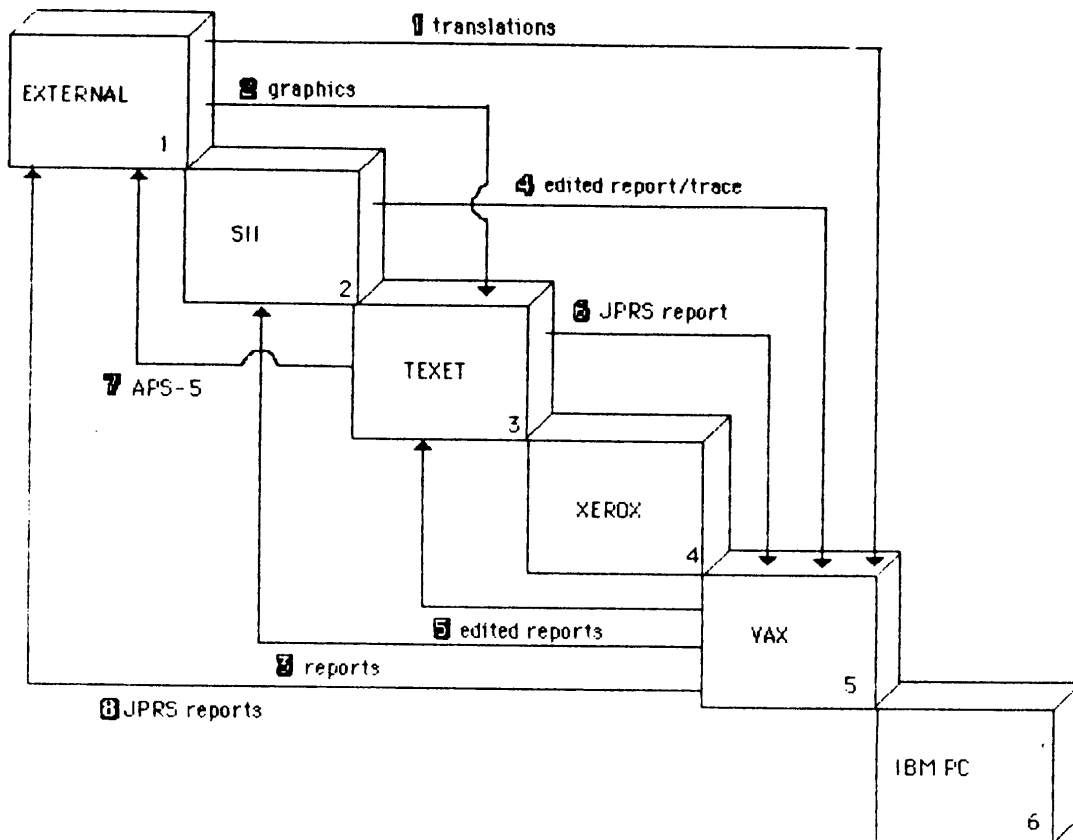 1 translations
EXTERNAL
2 graphics
1
4 edited report/trace
SII
2
6 JPRS report
TEXET
7 APS-5
3
XEROX
4
5 edited reports
VAX
3 reports
5
8 JPRS reports
IBM PC
6